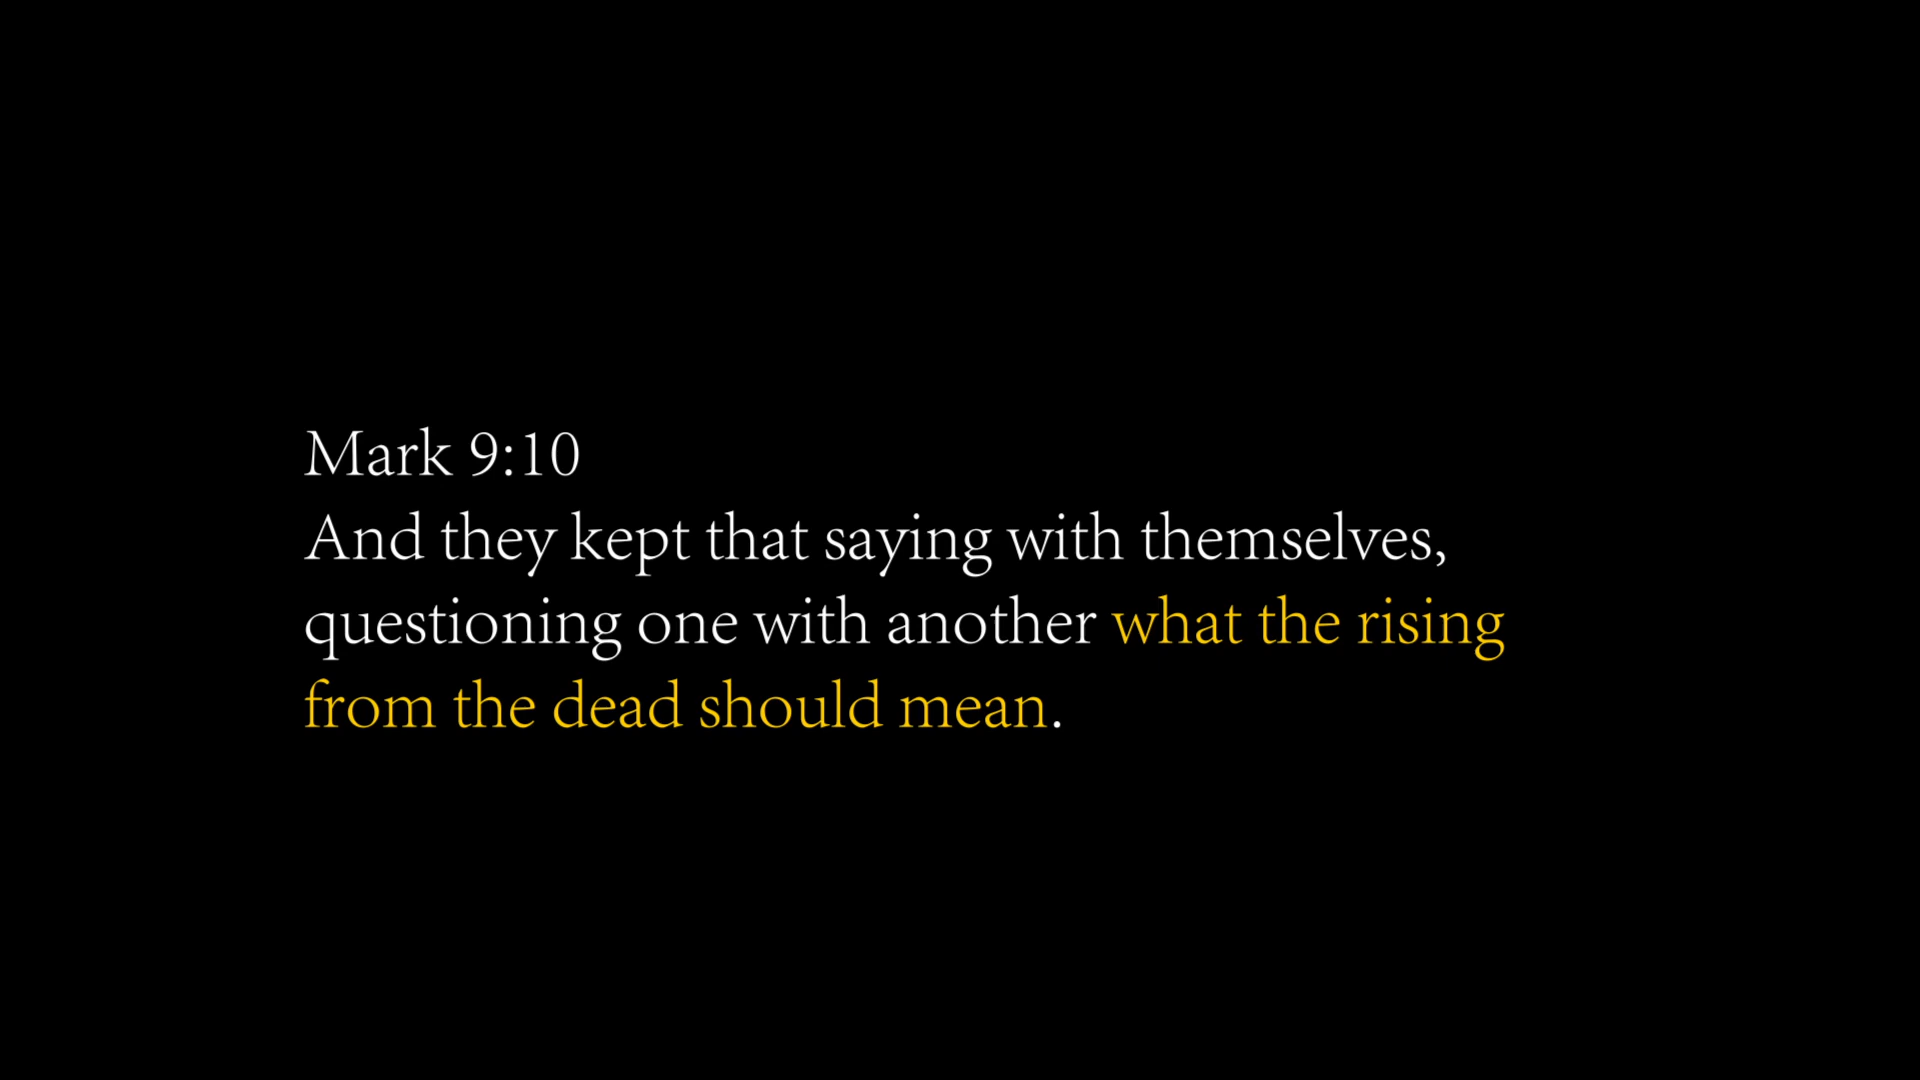 Mark 9:10
And they kept that saying with themselves,
questioning one with another what the rising
from the dead should mean.